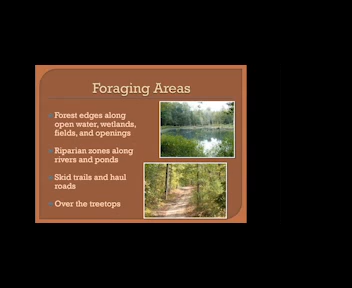 Foraging Areas
Forest edges along
open water, wetlands,
fields, and openings
Riparian zones along
rivers and ponds
Skid trails and haul
roads
Over the treetops